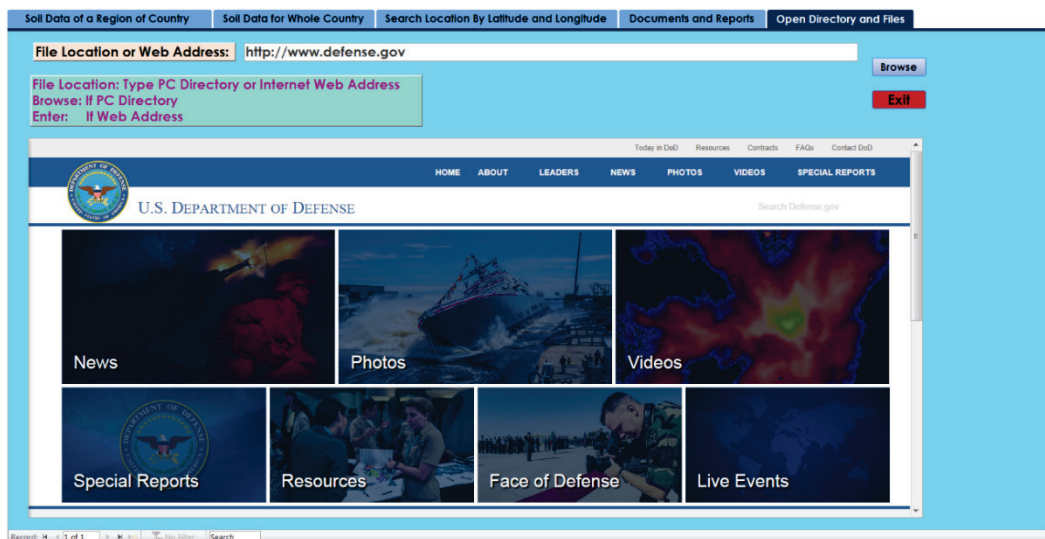 Soil Data of a Region of Country Soil Data for Whole Country Search Location By Latitude and Longitude Documents and Reports Open Directory and Files
File Location or Web Address: http://www.defense.gov
Browse
File Location: Type PC Directory or Internet Web Address
Browse: If PC Directory
Enter: If Web Address
Exit
Today in DoD Resources Contracts FAQs Contact DoD
HOME ABOUT LEADERS NEWS PHOTOS VIDEOS SPECIAL REPORTS
U.S. DEPARTMENT OF DEFENSE
Search Defense.gov
News Photos Videos
Special Reports Resources Face of Defense Live Events
Record: 1 of 1 No Filter Search